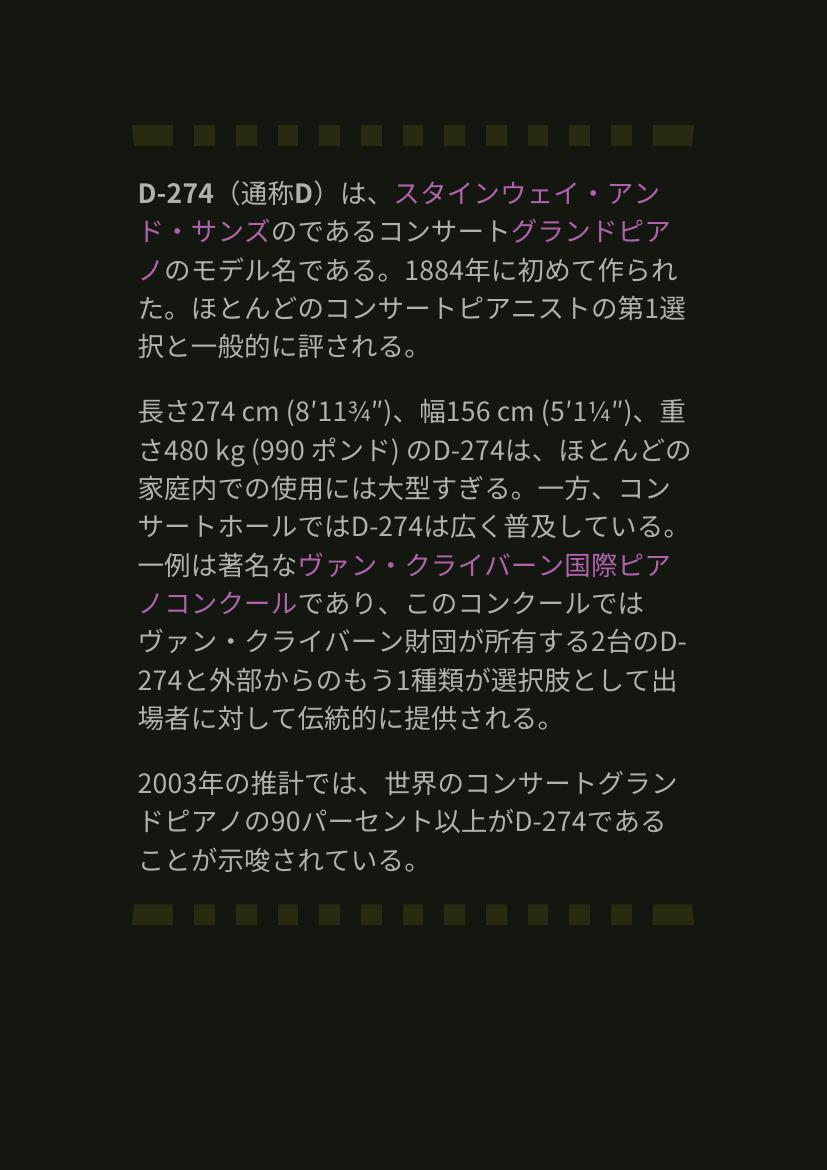 D-274（通称D）は、スタインウェイ・アン
ド・サンズのであるコンサートグランドピア
ノのモデル名である。1884年に初めて作られ
た。ほとんどのコンサートピアニストの第1選
択と一般的に評される。
長さ274 cm (8′11¾″)、幅156 cm (5′1¼″)、重
さ480 kg (990 ポンド) のD-274は、ほとんどの
家庭内での使用には大型すぎる。一方、コン
サートホールではD-274は広く普及している。
一例は著名なヴァン・クライバーン国際ピア
ノコンクールであり、このコンクールでは
ヴァン・クライバーン財団が所有する2台のD-
274と外部からのもう1種類が選択肢として出
場者に対して伝統的に提供される。
2003年の推計では、世界のコンサートグラン
ドピアノの90パーセント以上がD-274である
ことが示唆されている。